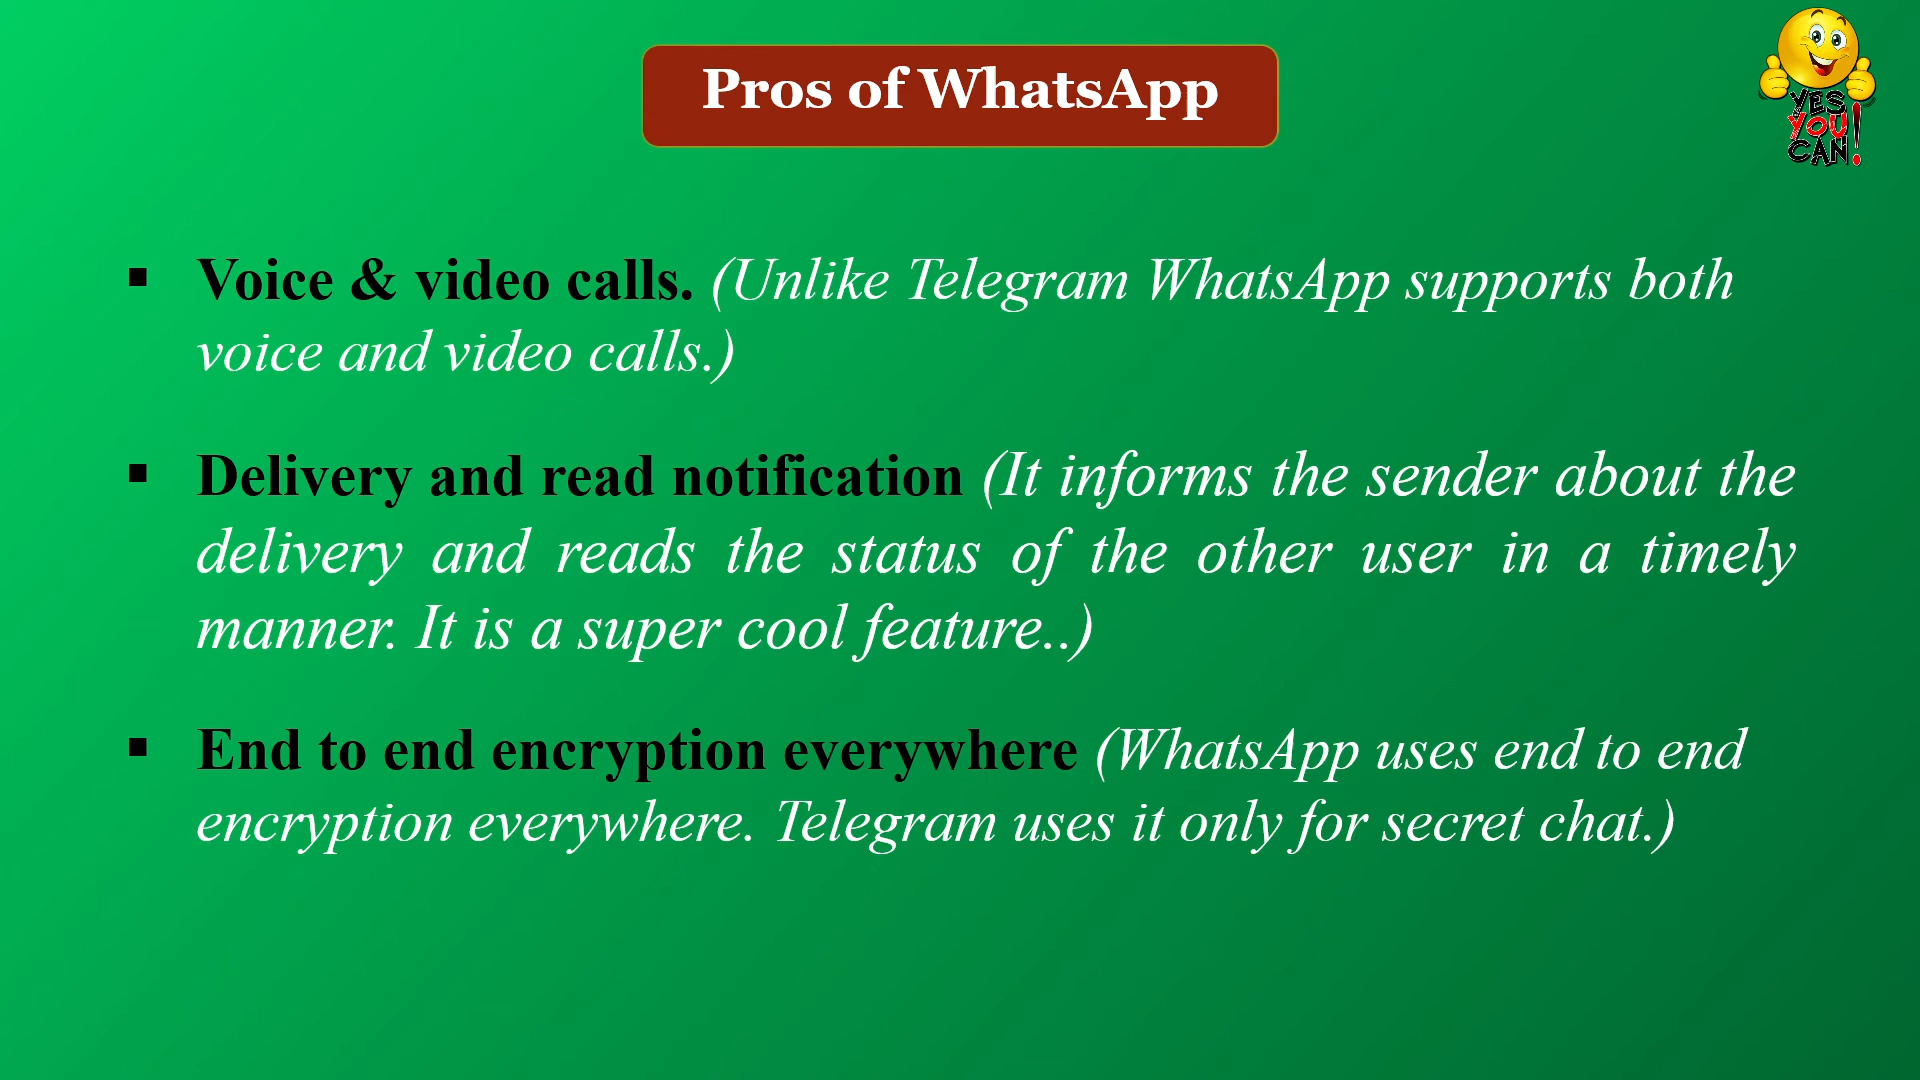 Pros of WhatsApp
YES
YOU
CAN!
▪ Voice & video calls. (Unlike Telegram WhatsApp supports both
voice and video calls.)
▪ Delivery and read notification (It informs the sender about the
delivery and reads the status of the other user in a timely
manner. It is a super cool feature..)
▪ End to end encryption everywhere (WhatsApp uses end to end
encryption everywhere. Telegram uses it only for secret chat.)